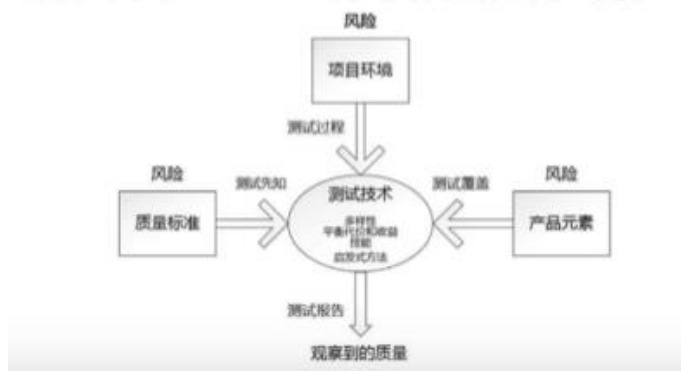 风险
项目环境
测试过程
风险
质量标准
测试先知
测试技术
多样性
平衡代价和收益
技能
启发式方法
测试覆盖
风险
产品元素
测试报告
观察到的质量